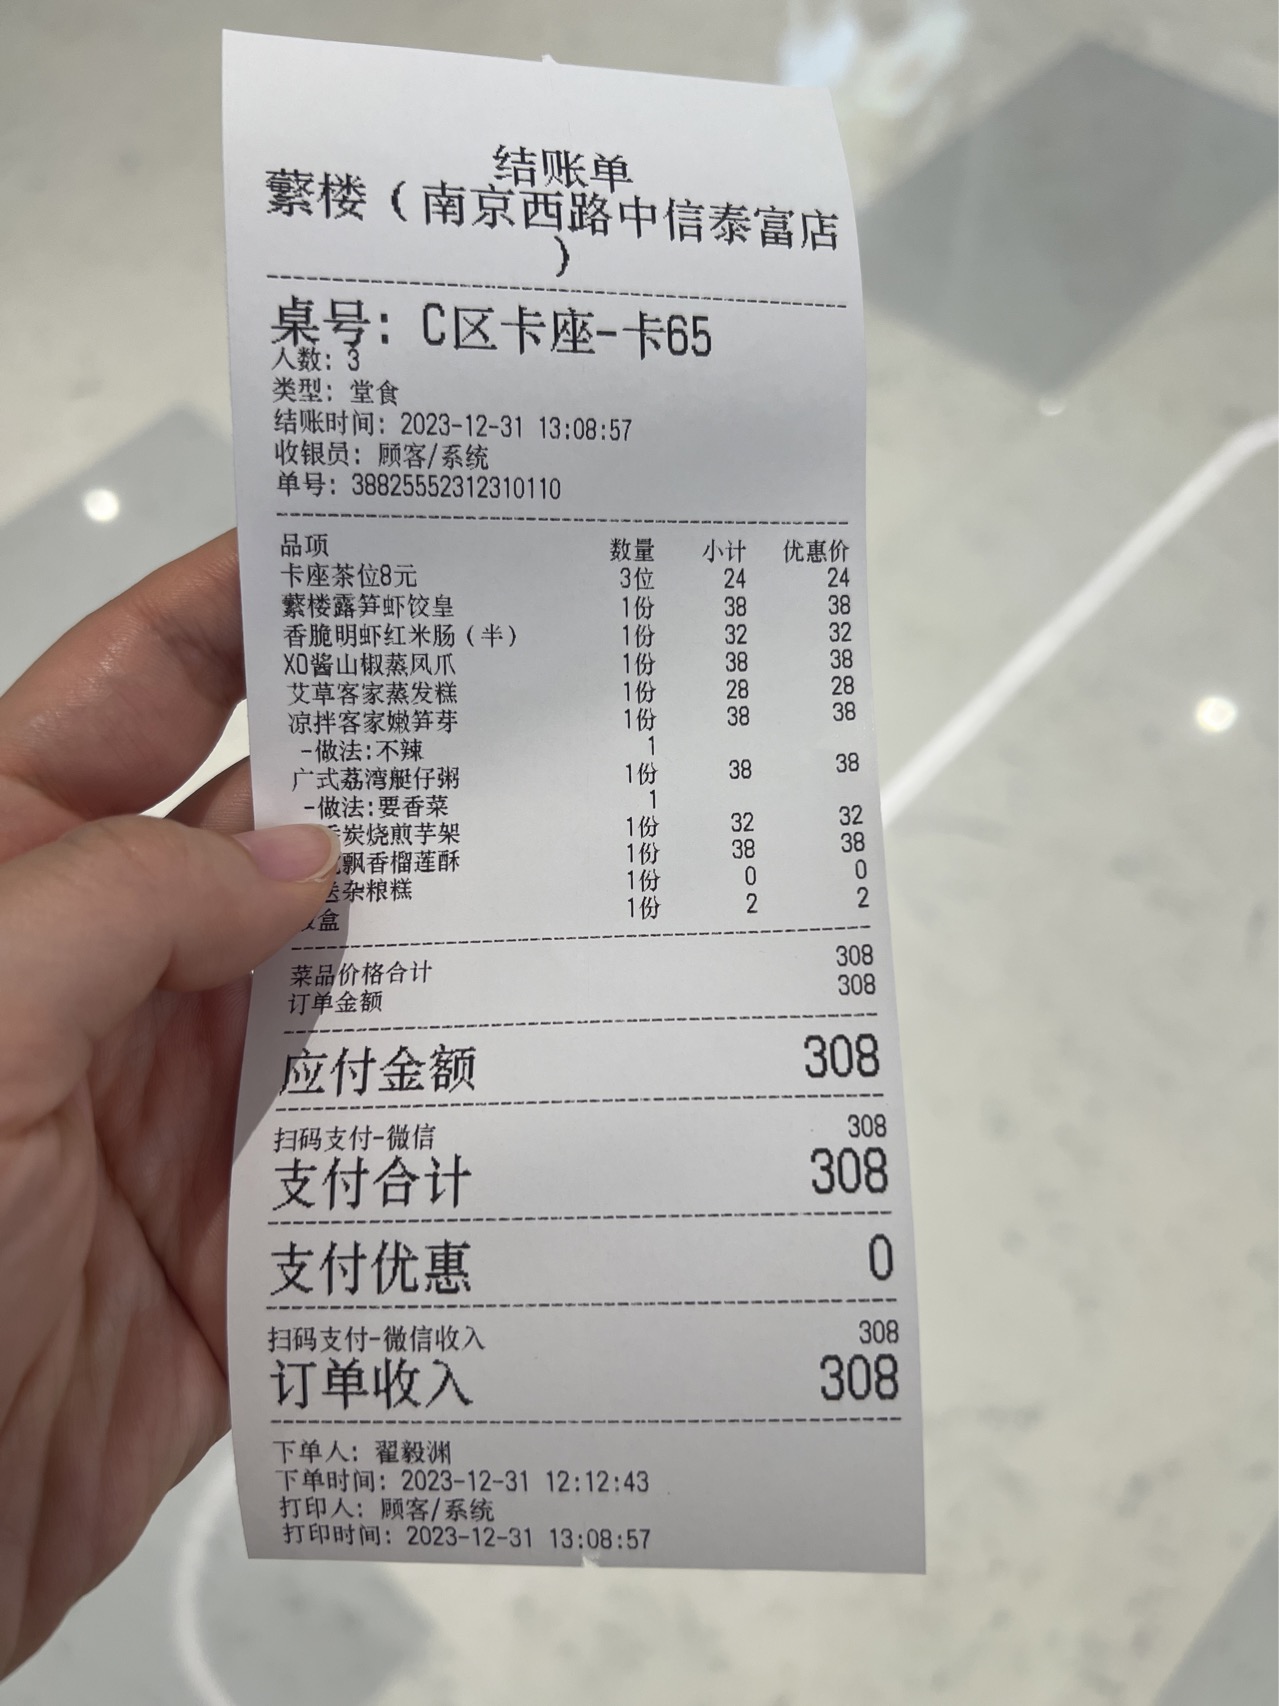 结账单
蘩楼（南京西路中信泰富店
）
桌号: C区卡座-卡65
人数: 3
类型: 堂食
结账时间: 2023-12-31 13:08:57
收银员: 顾客/系统
单号: 38825552312310110
品项 数量 小计 优惠价
卡座茶位8元 3位 24 24
蘩楼露笋虾饺皇 1份 38 38
香脆明虾红米肠（半） 1份 32 32
XO酱山椒蒸凤爪 1份 38 38
艾草客家蒸发糕 1份 28 28
凉拌客家嫩笋芽 1份 38 38
-做法:不辣 1
广式荔湾艇仔粥 1份 38 38
-做法:要香菜 1
炭烧煎芋架 1份 32 32
飘香榴莲酥 1份 38 38
送杂粮糕 1份 0 0
盒 1份 2 2
菜品价格合计 308
订单金额 308
应付金额 308
扫码支付-微信 308
支付合计 308
支付优惠 0
扫码支付-微信收入 308
订单收入 308
下单人: 翟毅渊
下单时间: 2023-12-31 12:12:43
打印人: 顾客/系统
打印时间: 2023-12-31 13:08:57